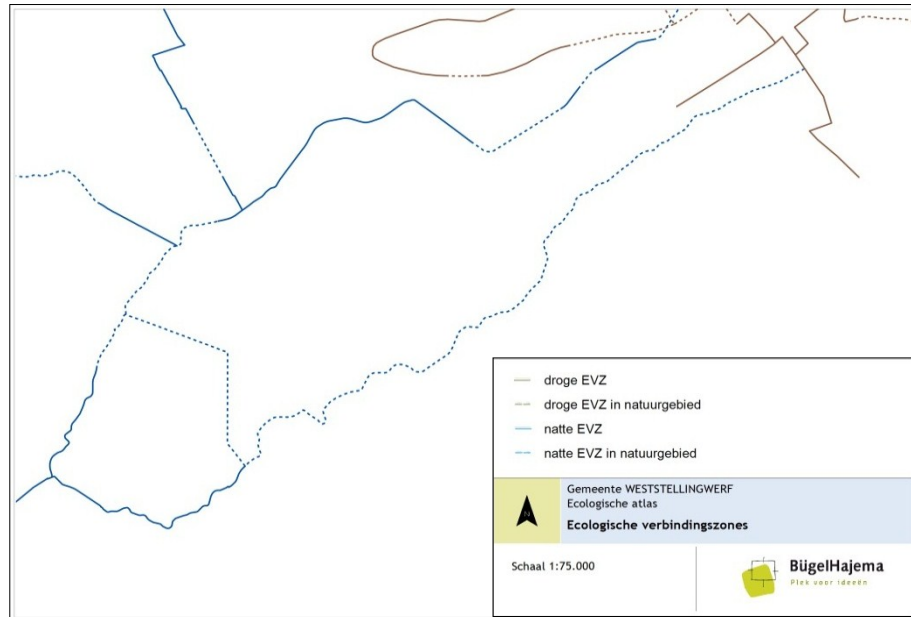 droge EVZ
droge EVZ in natuurgebied
natte EVZ
natte EVZ in natuurgebied
N
Gemeente WESTSTELLINGWERF
Ecologische atlas
Ecologische verbindingszones
Schaal 1:75.000
BügelHajema
Plek voor ideeën